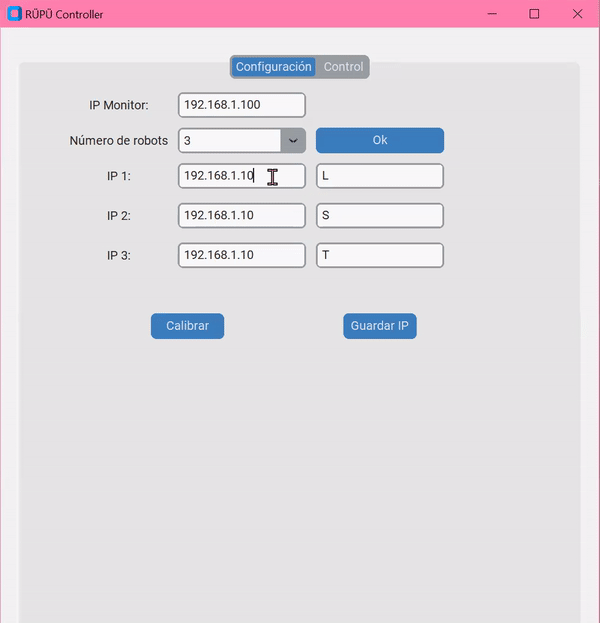 RÜPÜ Controller
Configuración Control
IP Monitor: 192.168.1.100
Número de robots 3 Ok
IP 1: 192.168.1.10 L
IP 2: 192.168.1.10 S
IP 3: 192.168.1.10 T
Calibrar Guardar IP